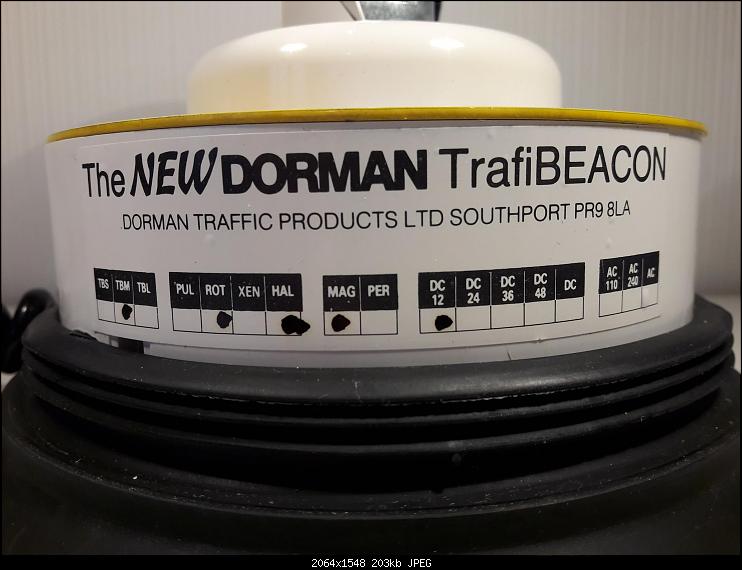 The NEW DORMAN TrafiBEACON
DORMAN TRAFFIC PRODUCTS LTD SOUTHPORT PR9 8LA
TBS TBM TBL PUL ROT XEN HAL MAG PER DC 12 DC 24 DC 36 DC 48 DC AC 110 AC 240 AC
2064x1548 203kb JPEG